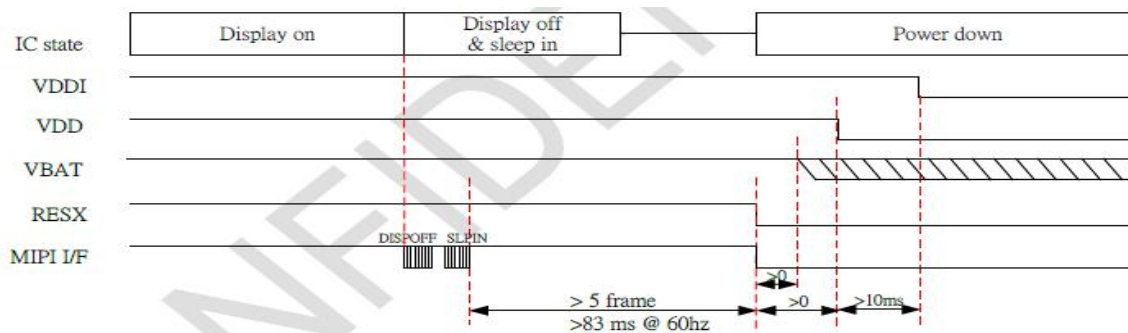 IC state
Display on
Display off
& sleep in
Power down
VDDI
VDD
VBAT
RESX
DISPOFF SLPIN
MIPI I/F
>0
> 5 frame
>83 ms @ 60hz
>0
>10ms